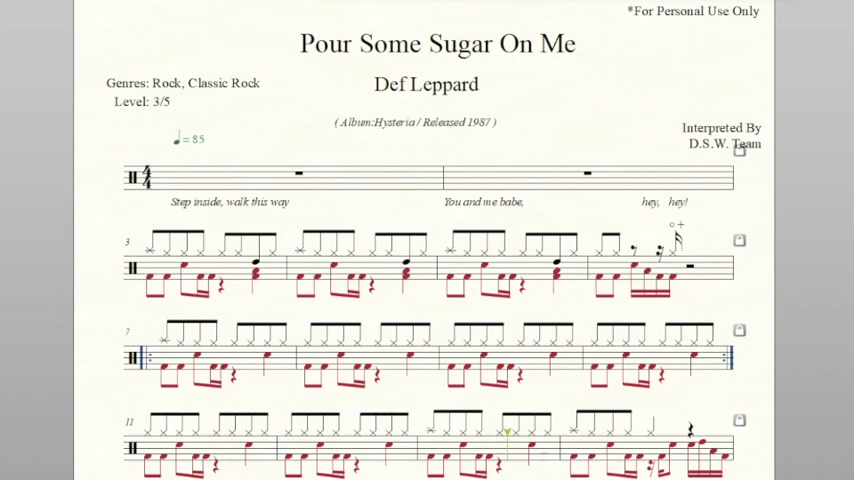 *For Personal Use Only
Pour Some Sugar On Me
Genres: Rock, Classic Rock
Def Leppard
Level: 3/5
( Album:Hysteria / Released 1987 )
Interpreted By
D.S.W. Team
= 85
4
4
Step inside, walk this way You and me babe, hey, hey!
3
7
11